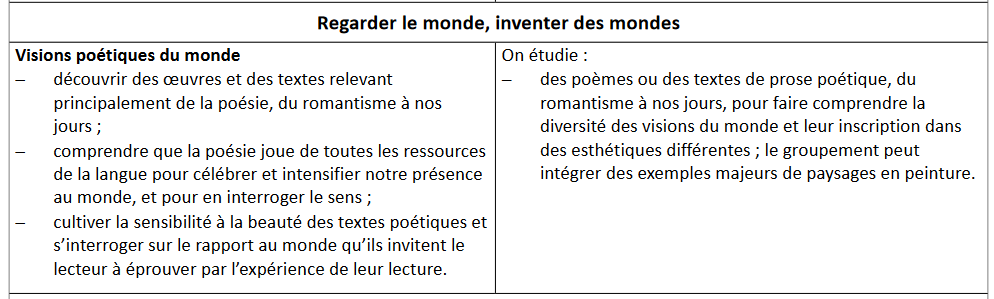 Regarder le monde, inventer des mondes
Visions poétiques du monde
– découvrir des œuvres et des textes relevant
principalement de la poésie, du romantisme à nos
jours ;
– comprendre que la poésie joue de toutes les ressources
de la langue pour célébrer et intensifier notre présence
au monde, et pour en interroger le sens ;
– cultiver la sensibilité à la beauté des textes poétiques et
s’interroger sur le rapport au monde qu’ils invitent le
lecteur à éprouver par l’expérience de leur lecture.
On étudie :
– des poèmes ou des textes de prose poétique, du
romantisme à nos jours, pour faire comprendre la
diversité des visions du monde et leur inscription dans
des esthétiques différentes ; le groupement peut
intégrer des exemples majeurs de paysages en peinture.